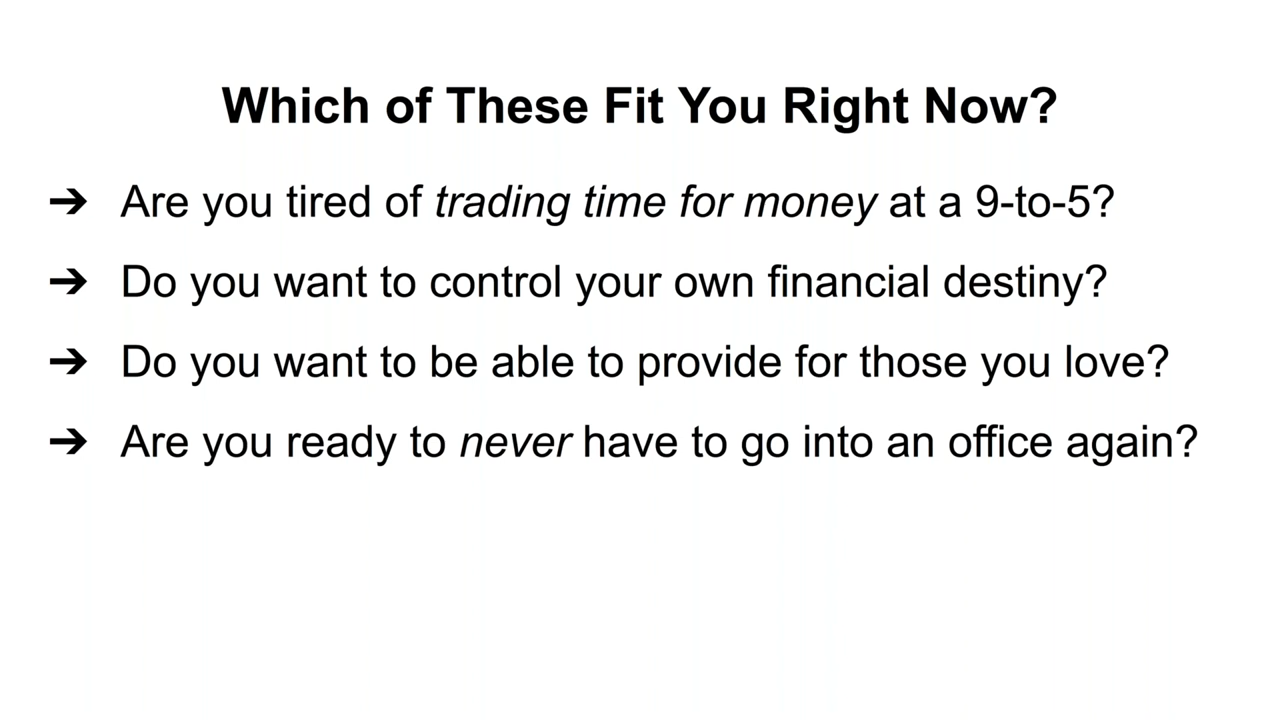 Which of These Fit You Right Now?
➔ Are you tired of trading time for money at a 9-to-5?
➔ Do you want to control your own financial destiny?
➔ Do you want to be able to provide for those you love?
➔ Are you ready to never have to go into an office again?